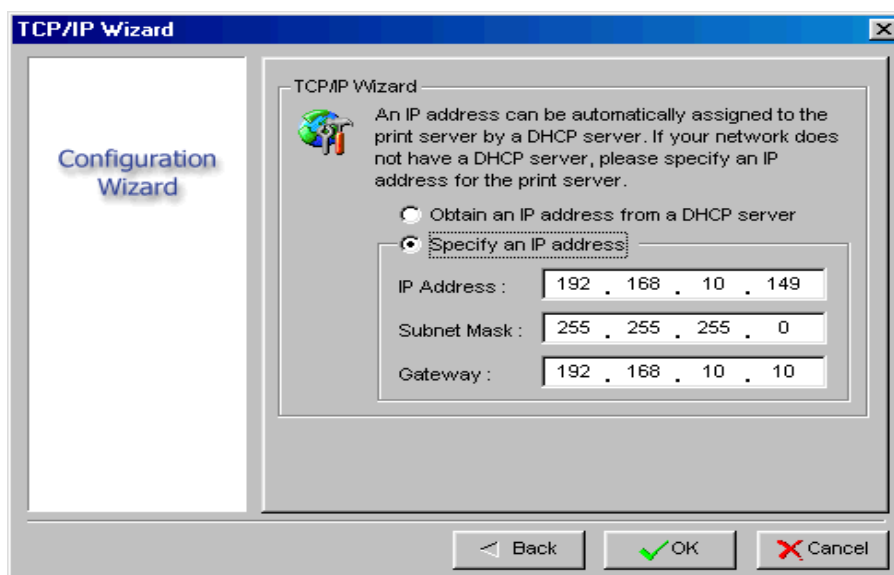 TCP/IP Wizard
Configuration
Wizard
TCP/IP Wizard
An IP address can be automatically assigned to the
print server by a DHCP server. If your network does
not have a DHCP server, please specify an IP
address for the print server.
Obtain an IP address from a DHCP server
Specify an IP address
IP Address : 192 . 168 . 10 . 149
Subnet Mask : 255 . 255 . 255 . 0
Gateway : 192 . 168 . 10 . 10
Back
OK
Cancel